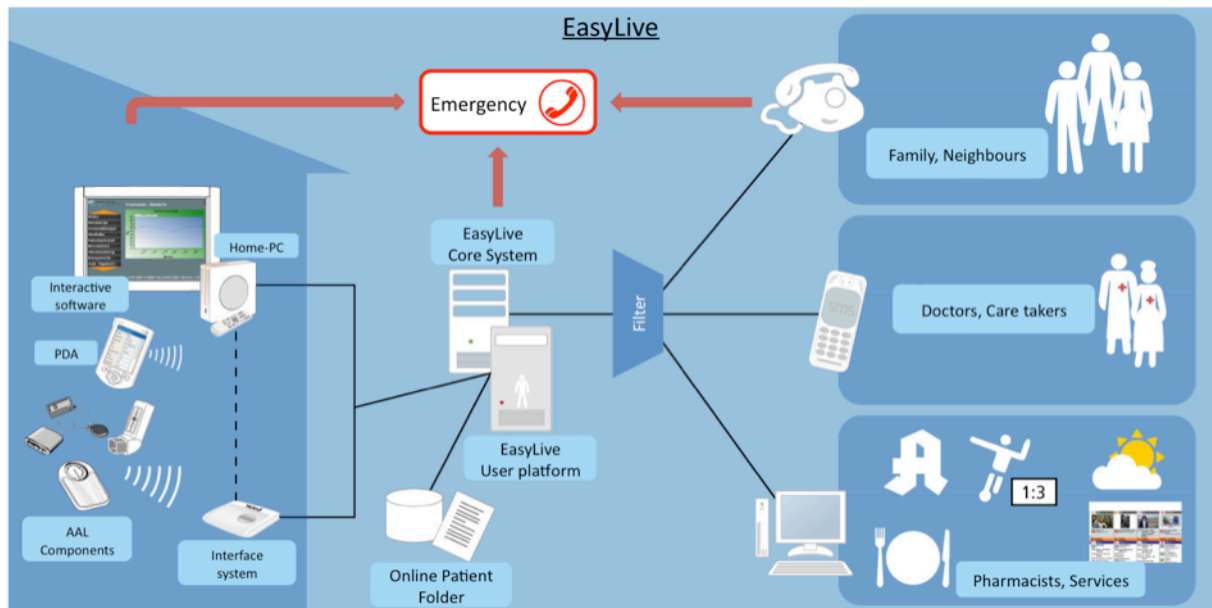 EasyLive
Emergency
Family, Neighbours
EasyLive
Core System
Home-PC
Interactive
software
Filter
SMS
Doctors, Care takers
PDA
EasyLive
User platform
1:3
AAL
Components
Interface
system
Online Patient
Folder
Pharmacists, Services